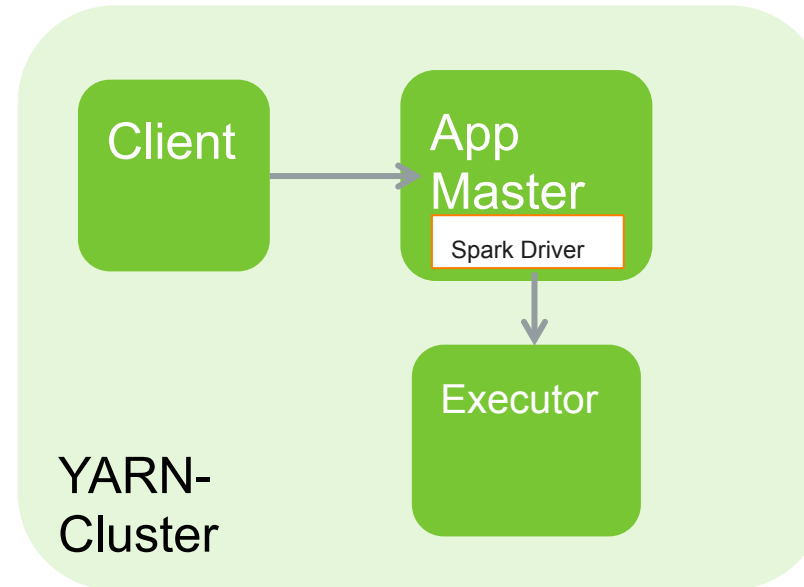 Client
App
Master
Spark Driver
Executor
YARN-
Cluster